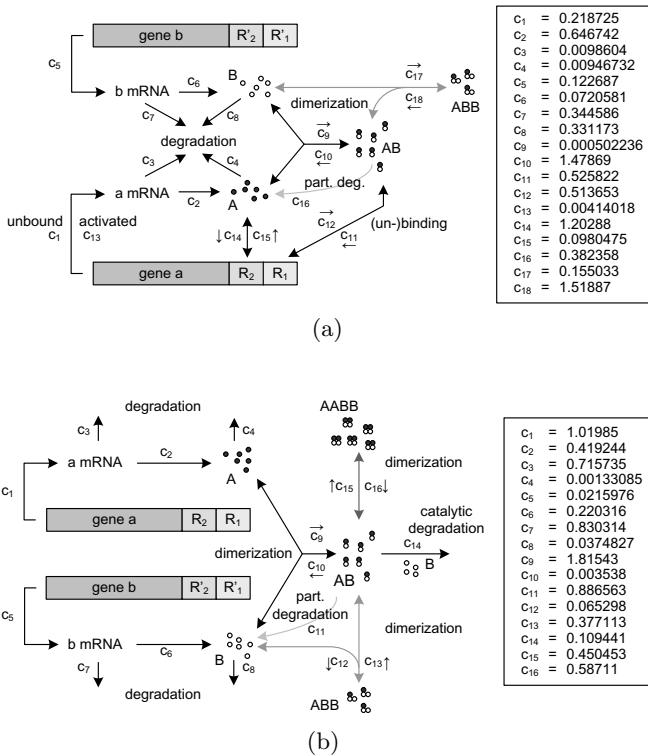 gene b R'₂ R'₁
c₅
b mRNA c₆ B
c₇ c₈
degradation
c₃ c₄
a mRNA c₂ A
unbound activated
c₁ c₁₃
dimerization
→
c₁₇
c₁₈
←
ABB
→
c₉
c₁₀
←
AB
part. deg.
c₁₆
→
c₁₂
c₁₁
←
(un-)binding
↓c₁₄ c₁₅↑
gene a R₂ R₁
c₁ = 0.218725
c₂ = 0.646742
c₃ = 0.0098604
c₄ = 0.00946732
c₅ = 0.122687
c₆ = 0.0720581
c₇ = 0.344586
c₈ = 0.331173
c₉ = 0.000502236
c₁₀ = 1.47869
c₁₁ = 0.525822
c₁₂ = 0.513653
c₁₃ = 0.00414018
c₁₄ = 1.20288
c₁₅ = 0.0980475
c₁₆ = 0.382358
c₁₇ = 0.155033
c₁₈ = 1.51887
(a)
degradation
c₃ c₄
a mRNA c₂ A
c₁
gene a R₂ R₁
AABB
dimerization
↑c₁₅ c₁₆↓
dimerization
→
c₉
c₁₀
←
AB
catalytic
degradation
c₁₄
B
gene b R'₂ R'₁
c₅
part.
degradation
c₁₁
dimerization
b mRNA c₆ B
c₇ c₈
↓c₁₂ c₁₃↑
degradation
ABB
c₁ = 1.01985
c₂ = 0.419244
c₃ = 0.715735
c₄ = 0.00133085
c₅ = 0.0215976
c₆ = 0.220316
c₇ = 0.830314
c₈ = 0.0374827
c₉ = 1.81543
c₁₀ = 0.003538
c₁₁ = 0.886563
c₁₂ = 0.065298
c₁₃ = 0.377113
c₁₄ = 0.109441
c₁₅ = 0.450453
c₁₆ = 0.58711
(b)